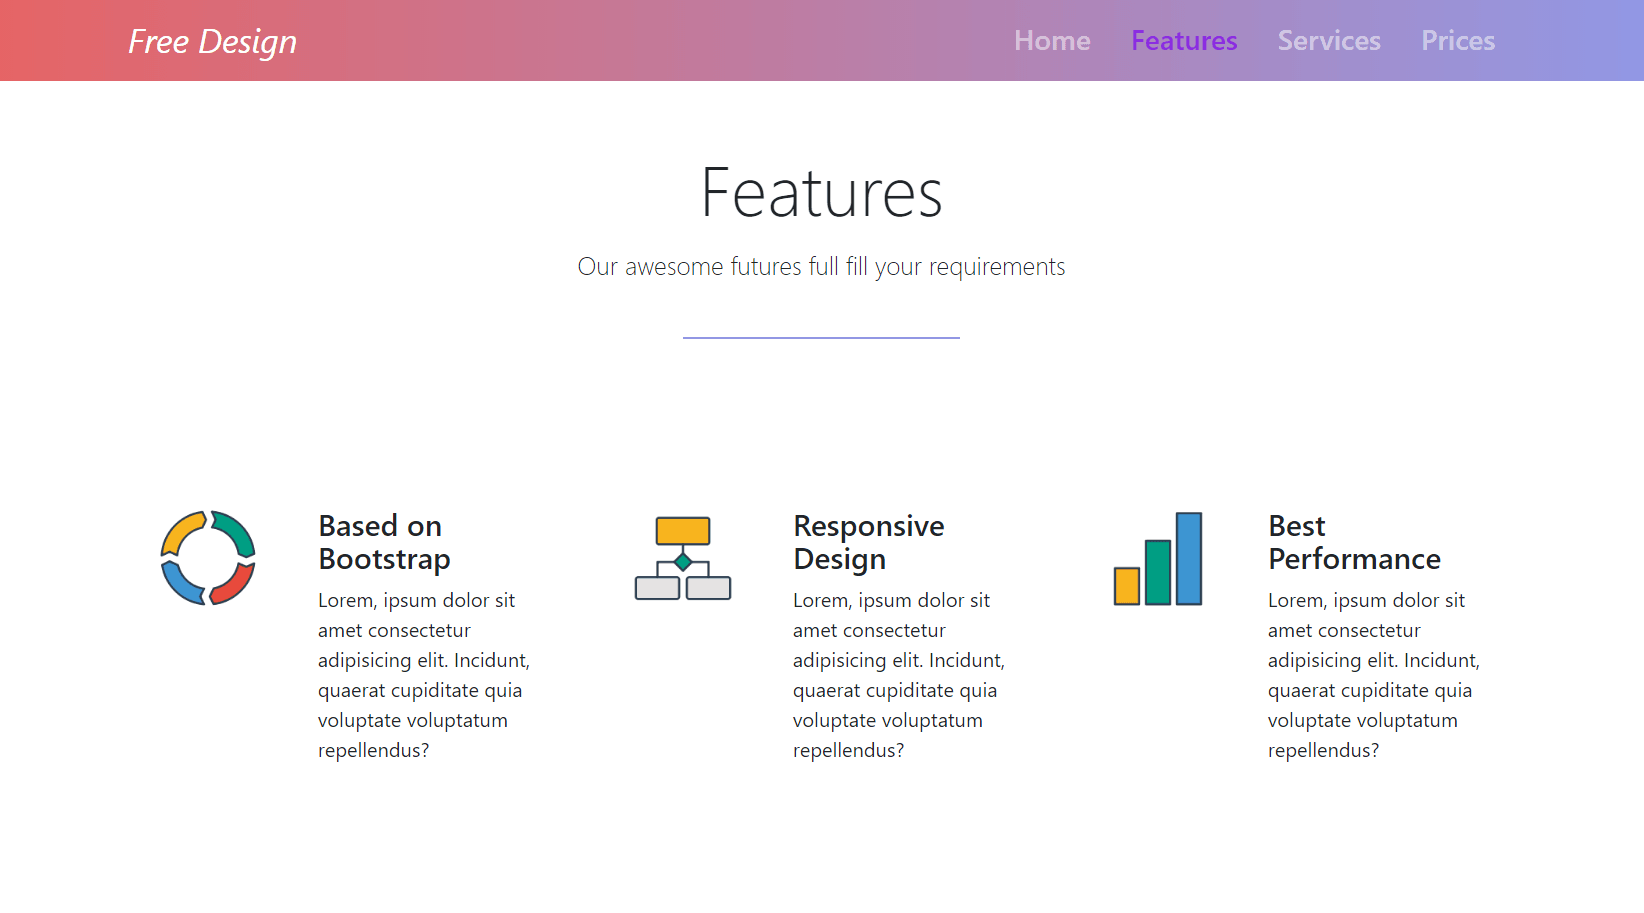 Free Design
Home Features Services Prices
Features
Our awesome futures full fill your requirements
Based on
Bootstrap
Lorem, ipsum dolor sit
amet consectetur
adipisicing elit. Incidunt,
quaerat cupiditate quia
voluptate voluptatum
repellendus?
Responsive
Design
Lorem, ipsum dolor sit
amet consectetur
adipisicing elit. Incidunt,
quaerat cupiditate quia
voluptate voluptatum
repellendus?
Best
Performance
Lorem, ipsum dolor sit
amet consectetur
adipisicing elit. Incidunt,
quaerat cupiditate quia
voluptate voluptatum
repellendus?